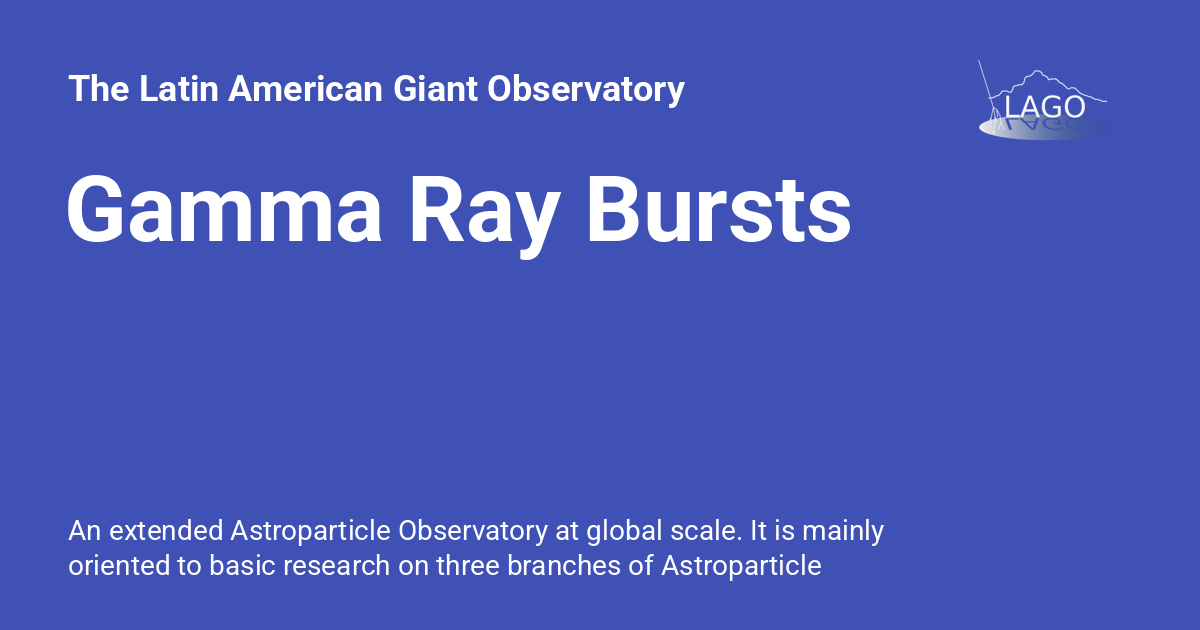 The Latin American Giant Observatory
LAGO
LAGO
Gamma Ray Bursts
An extended Astroparticle Observatory at global scale. It is mainly
oriented to basic research on three branches of Astroparticle